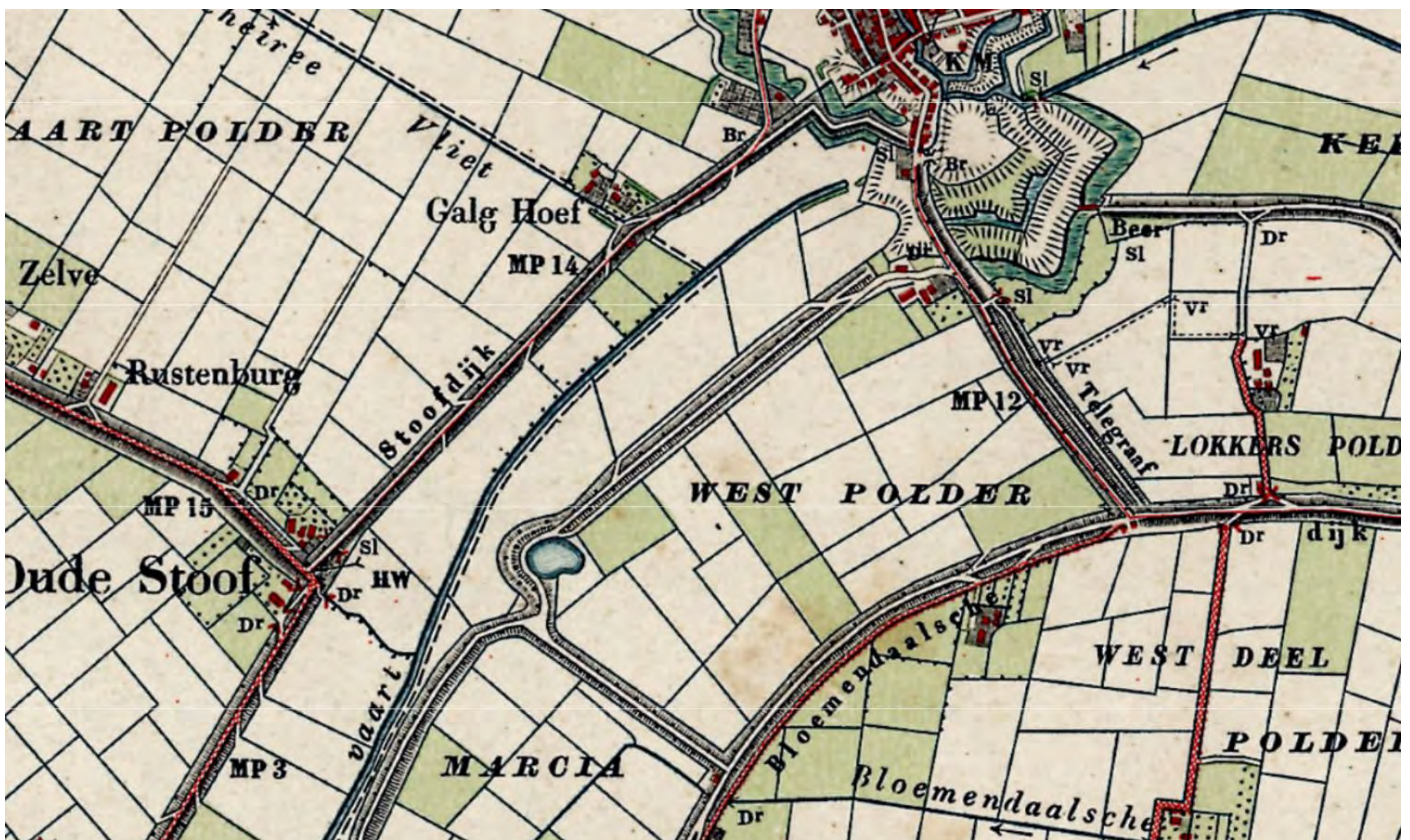 K M
Sl
heiree
AART POLDER
Vliet
Br
Sl
Br
KE
Galg Hoef
Beer
Sl
Dr
Dr
MP 14
Zelve
Sl
Vr
Vr
Vr
Vr
Rustenburg
Stoofdijk
MP 12
Telegraaf
LOKKERS POLD
WEST POLDER
Dr
Dr
MP 15
Sl
Dr
dijk
Oude Stoof
HW
Dr
Dr
Bloemendaalsche
WEST DEEL
vaart
POLDE
MP 3
MARCIA
Bloemendaalsche
Dr